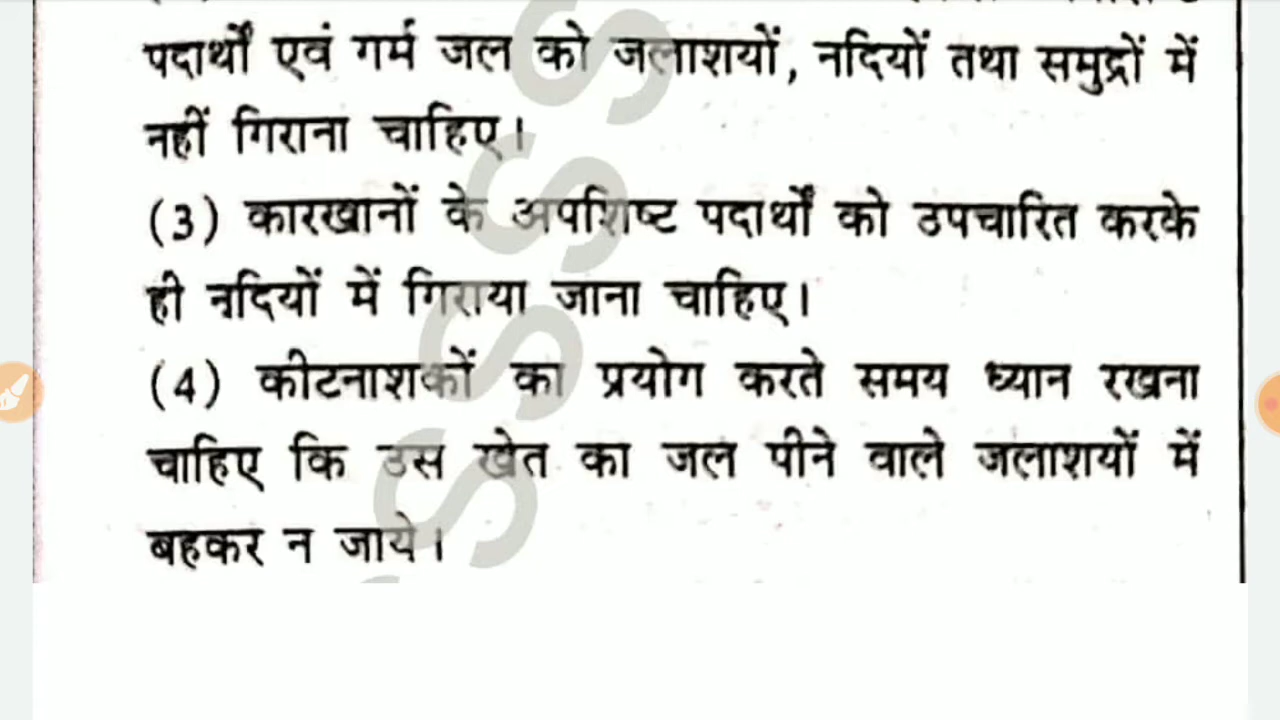 पदार्थों एवं गर्म जल को जलाशयों, नदियों तथा समुद्रों में
नहीं गिराना चाहिए।
(3) कारखानों के अपशिष्ट पदार्थों को उपचारित करके
ही नदियों में गिराया जाना चाहिए।
(4) कीटनाशकों का प्रयोग करते समय ध्यान रखना
चाहिए कि उस खेत का जल पीने वाले जलाशयों में
बहकर न जाये।